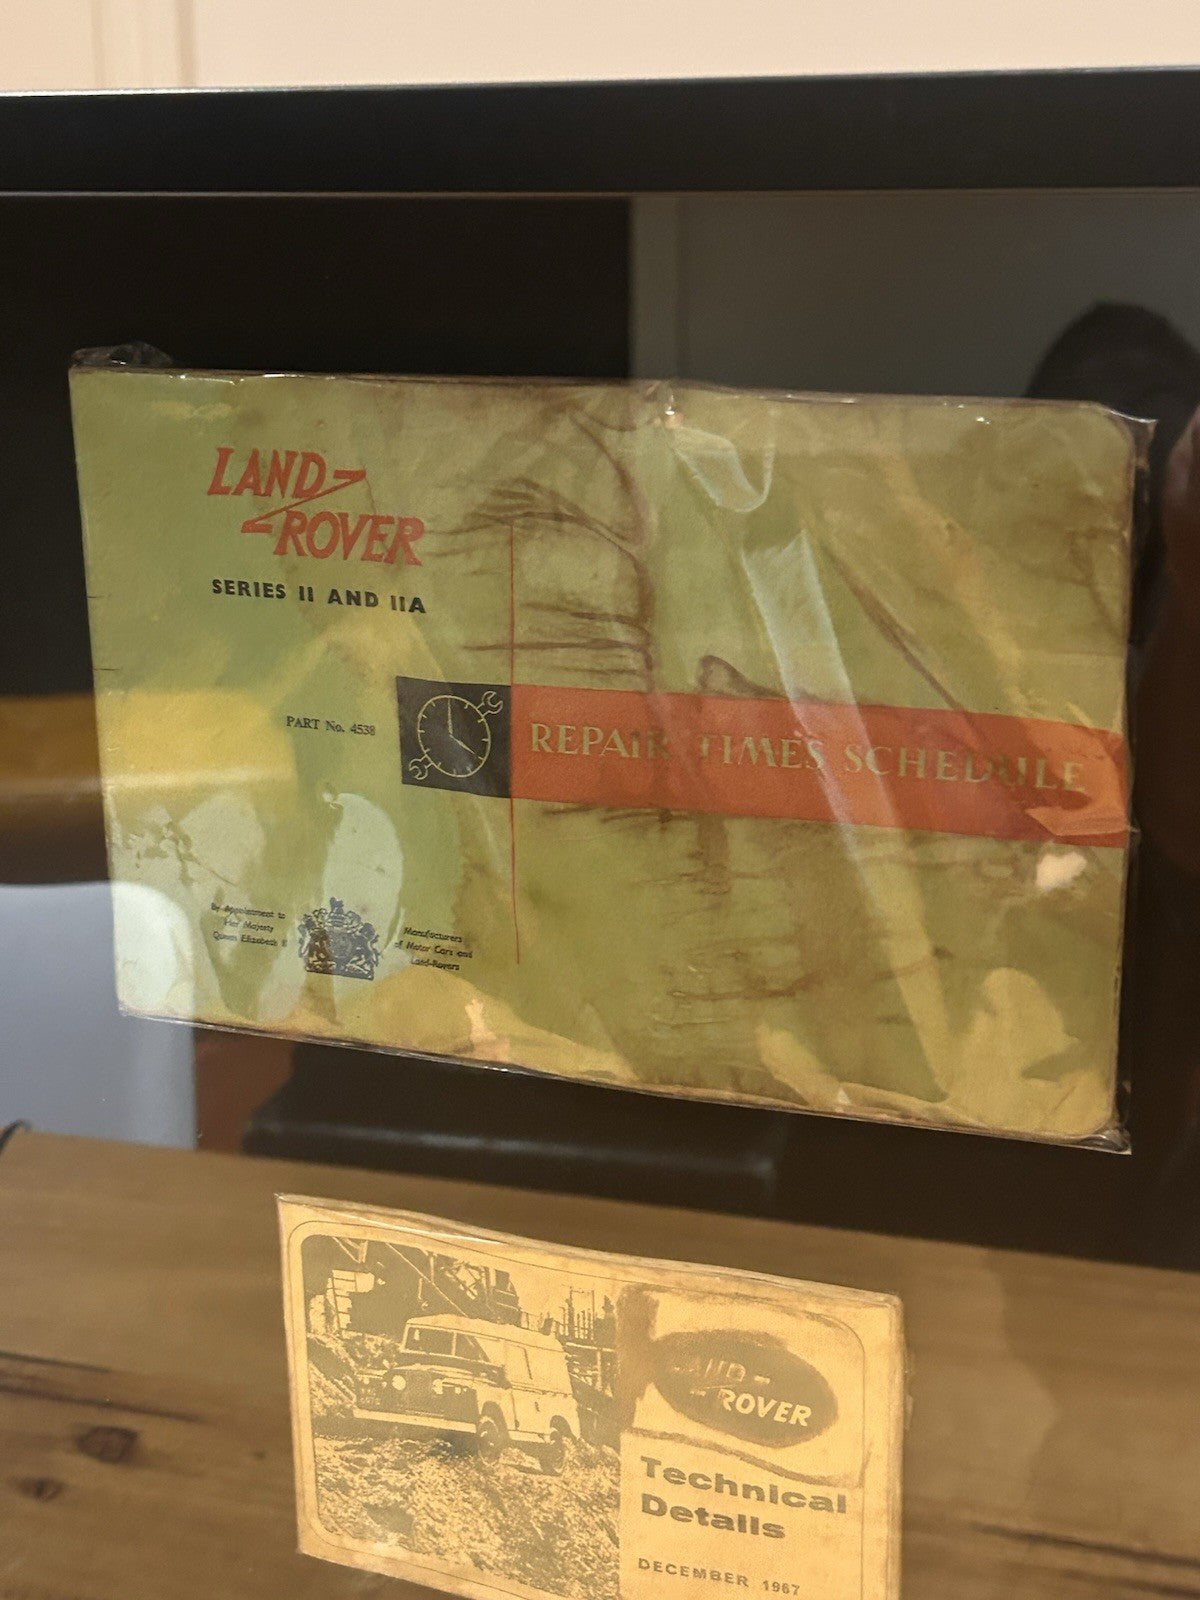 LAND-
-ROVER
SERIES II AND IIA
PART No. 4538
REPAIR TIMES SCHEDULE
By Appointment to
Her Majesty
Queen Elizabeth II
Manufacturers
of Motor Cars and
Land-Rovers
LAND-
-ROVER
Technical
Details
DECEMBER 1967